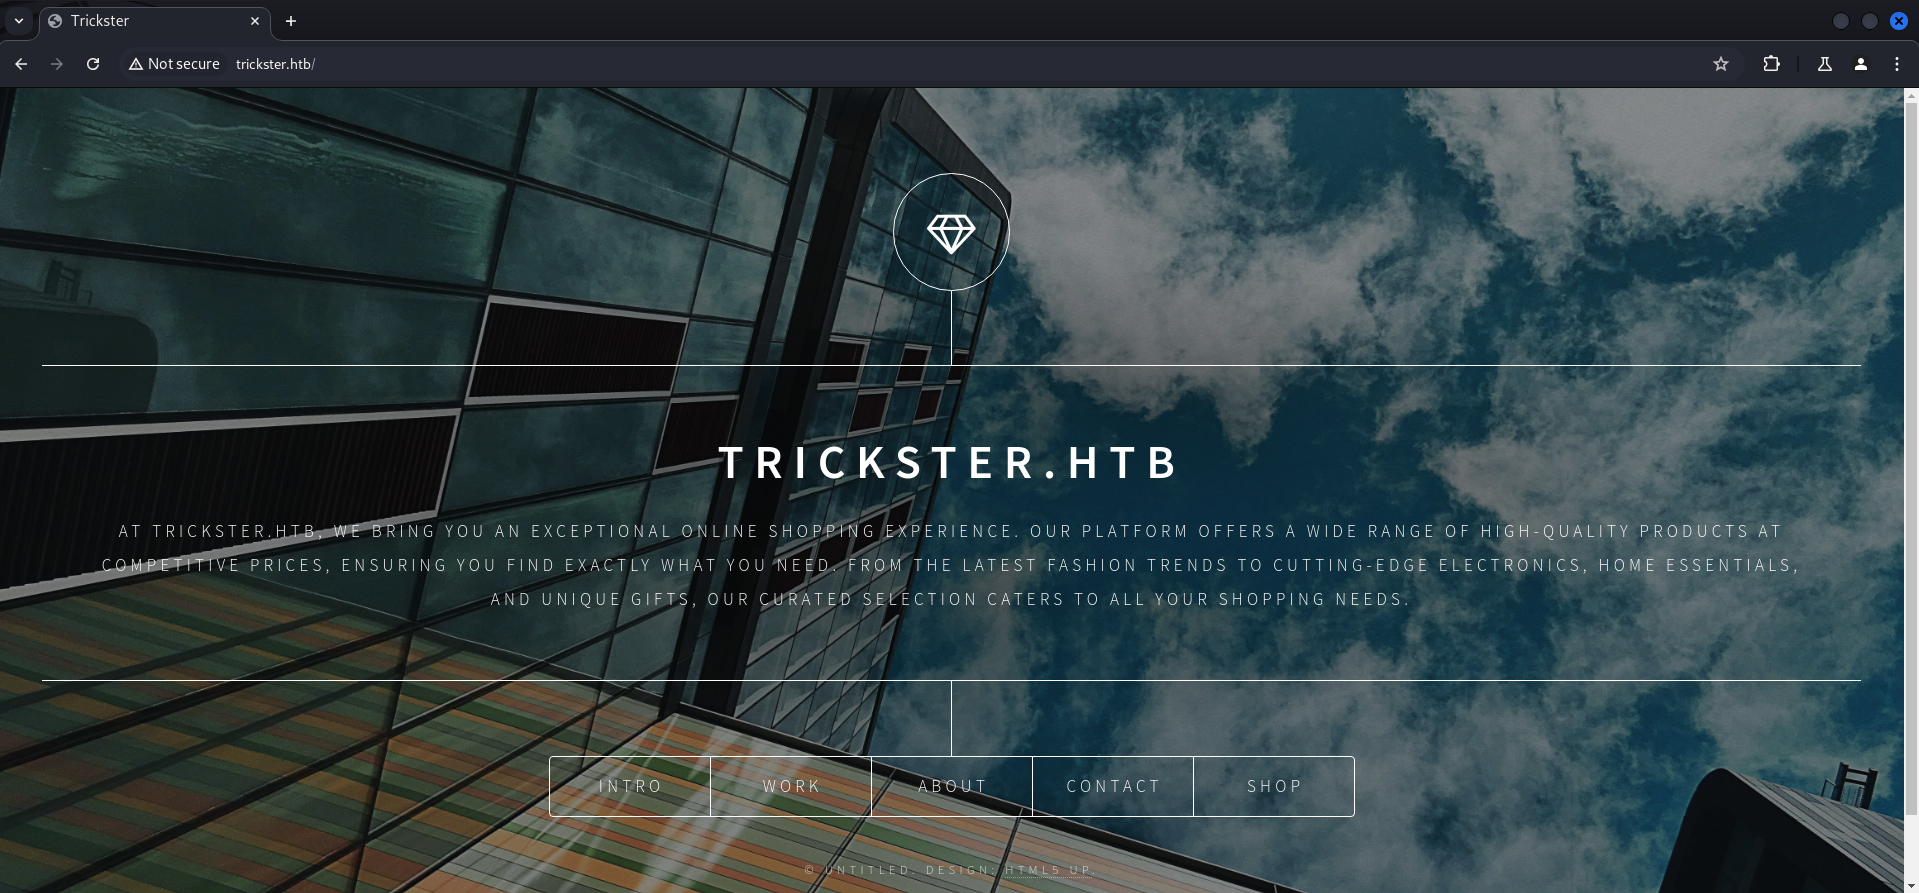 Trickster
Not secure trickster.htb/
TRICKSTER.HTB
AT TRICKSTER.HTB, WE BRING YOU AN EXCEPTIONAL ONLINE SHOPPING EXPERIENCE. OUR PLATFORM OFFERS A WIDE RANGE OF HIGH-QUALITY PRODUCTS AT
COMPETITIVE PRICES, ENSURING YOU FIND EXACTLY WHAT YOU NEED. FROM THE LATEST FASHION TRENDS TO CUTTING-EDGE ELECTRONICS, HOME ESSENTIALS,
AND UNIQUE GIFTS, OUR CURATED SELECTION CATERS TO ALL YOUR SHOPPING NEEDS.
INTRO WORK ABOUT CONTACT SHOP
© UNTITLED. DESIGN: HTML5 UP.